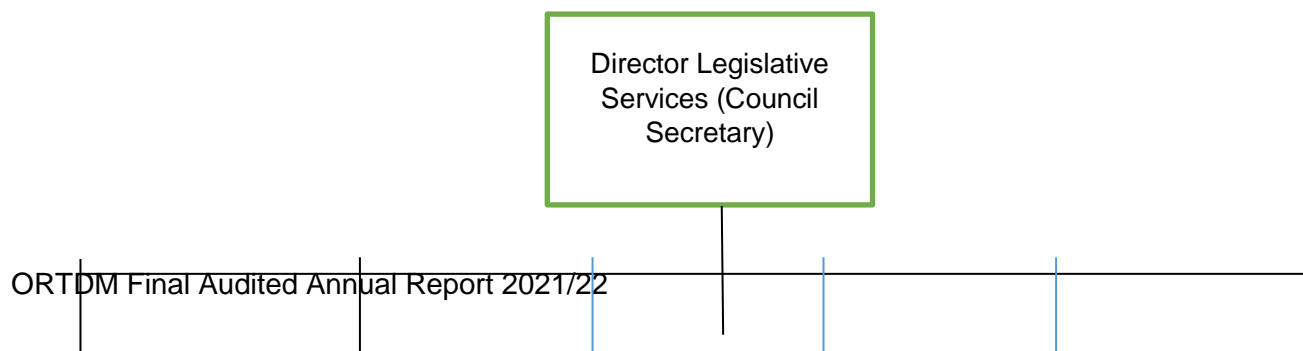 Director Legislative
Services (Council
Secretary)
ORTDM Final Audited Annual Report 2021/22